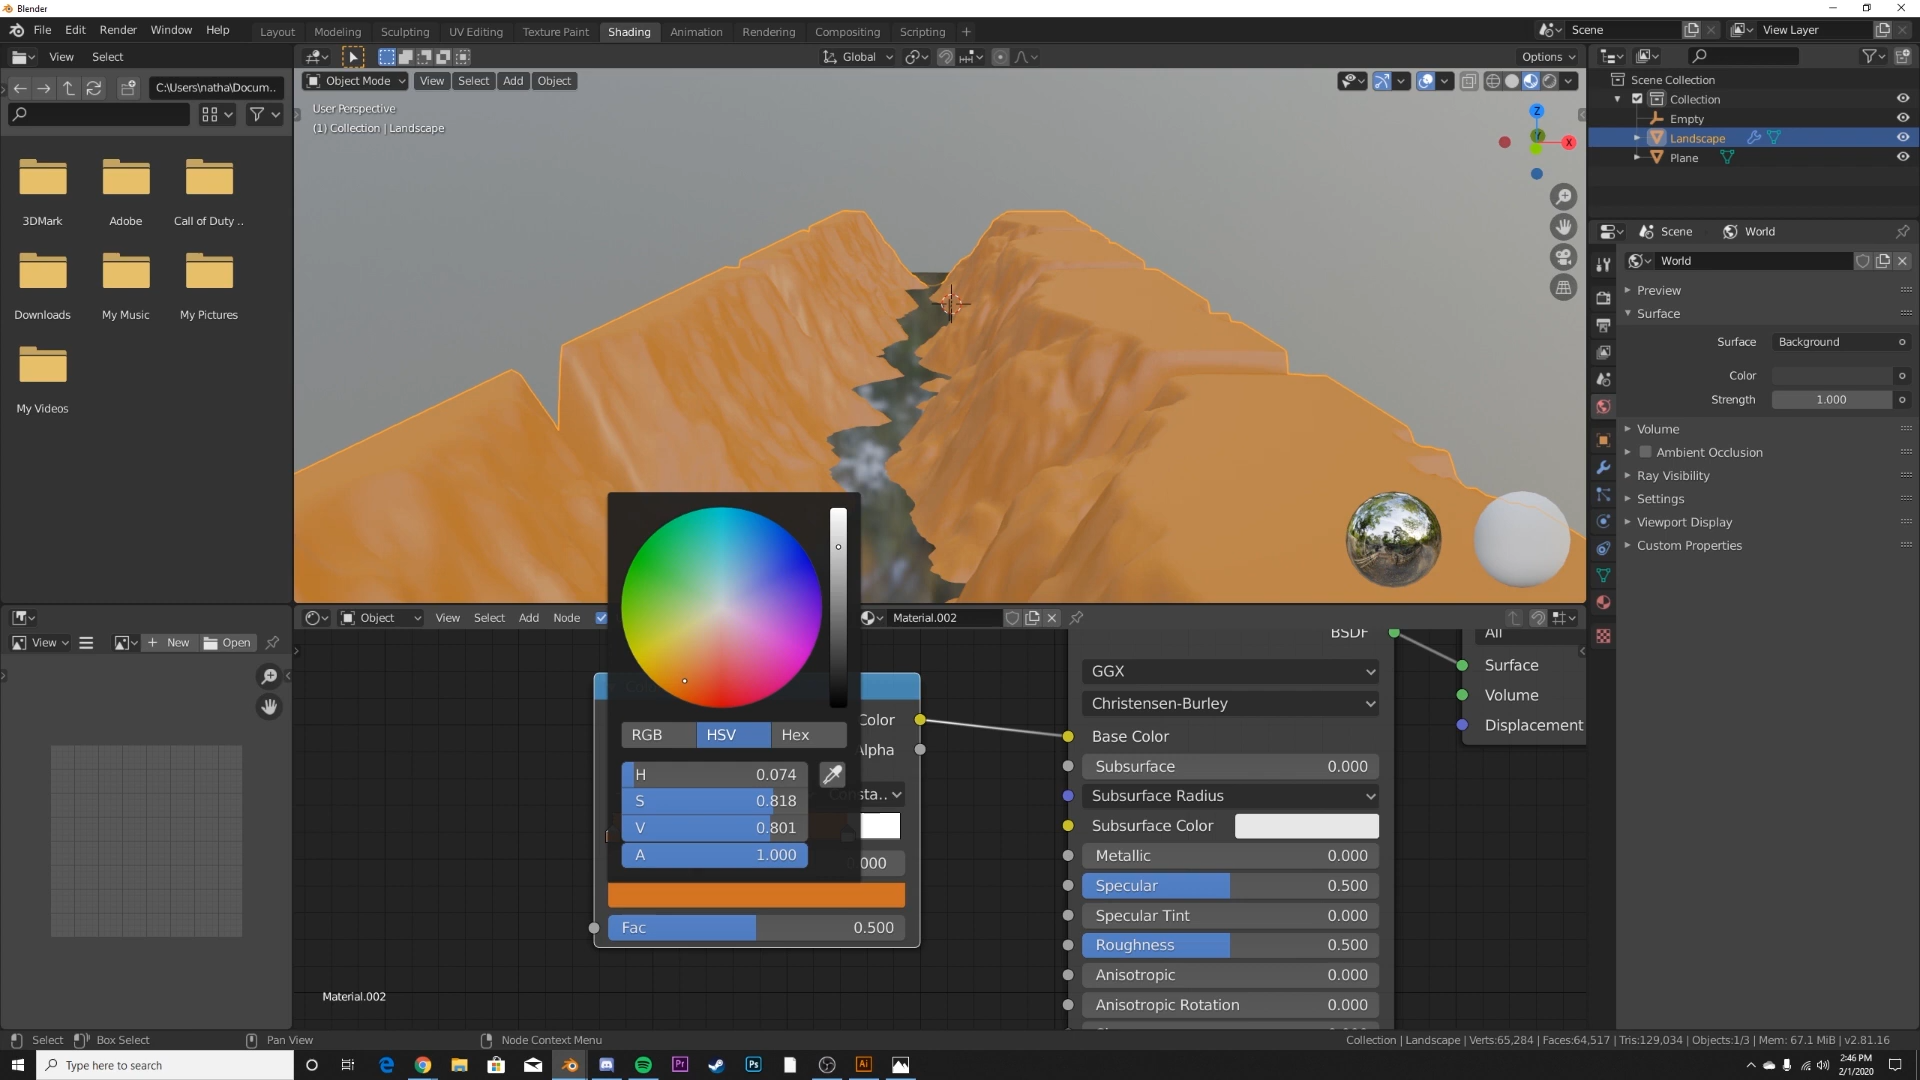 Blender
File Edit Render Window Help
Layout Modeling Sculpting UV Editing Texture Paint Shading Animation Rendering Compositing Scripting +
Scene
View Layer
View Select
Global
Options
C:\Users\natha\Docum..
Object Mode View Select Add Object
User Perspective
(1) Collection | Landscape
Z
Y
X
3DMark Adobe Call of Duty ..
Downloads My Music My Pictures
My Videos
Scene Collection
Collection
Empty
Landscape
Plane
Scene World
World
Preview
Surface
Surface Background
Color
Strength 1.000
Volume
Ambient Occlusion
Ray Visibility
Settings
Viewport Display
Custom Properties
View + New Open
Object View Select Add Node
Material.002
RGB HSV Hex
H 0.074
S 0.818
V 0.801
A 1.000
Color
Alpha
Consta..
Fac 0.500
BSDF
GGX
Christensen-Burley
Base Color
Subsurface 0.000
Subsurface Radius
Subsurface Color
Metallic 0.000
Specular 0.500
Specular Tint 0.000
Roughness 0.500
Anisotropic 0.000
Anisotropic Rotation 0.000
All
Surface
Volume
Displacement
Material.002
Select Box Select Pan View Node Context Menu
Collection | Landscape | Verts:65,284 | Faces:64,517 | Tris:129,034 | Objects:1/3 | Mem: 67.1 MiB | v2.81.16
Type here to search
Pr
Ps
Ai
2:46 PM
2/1/2020